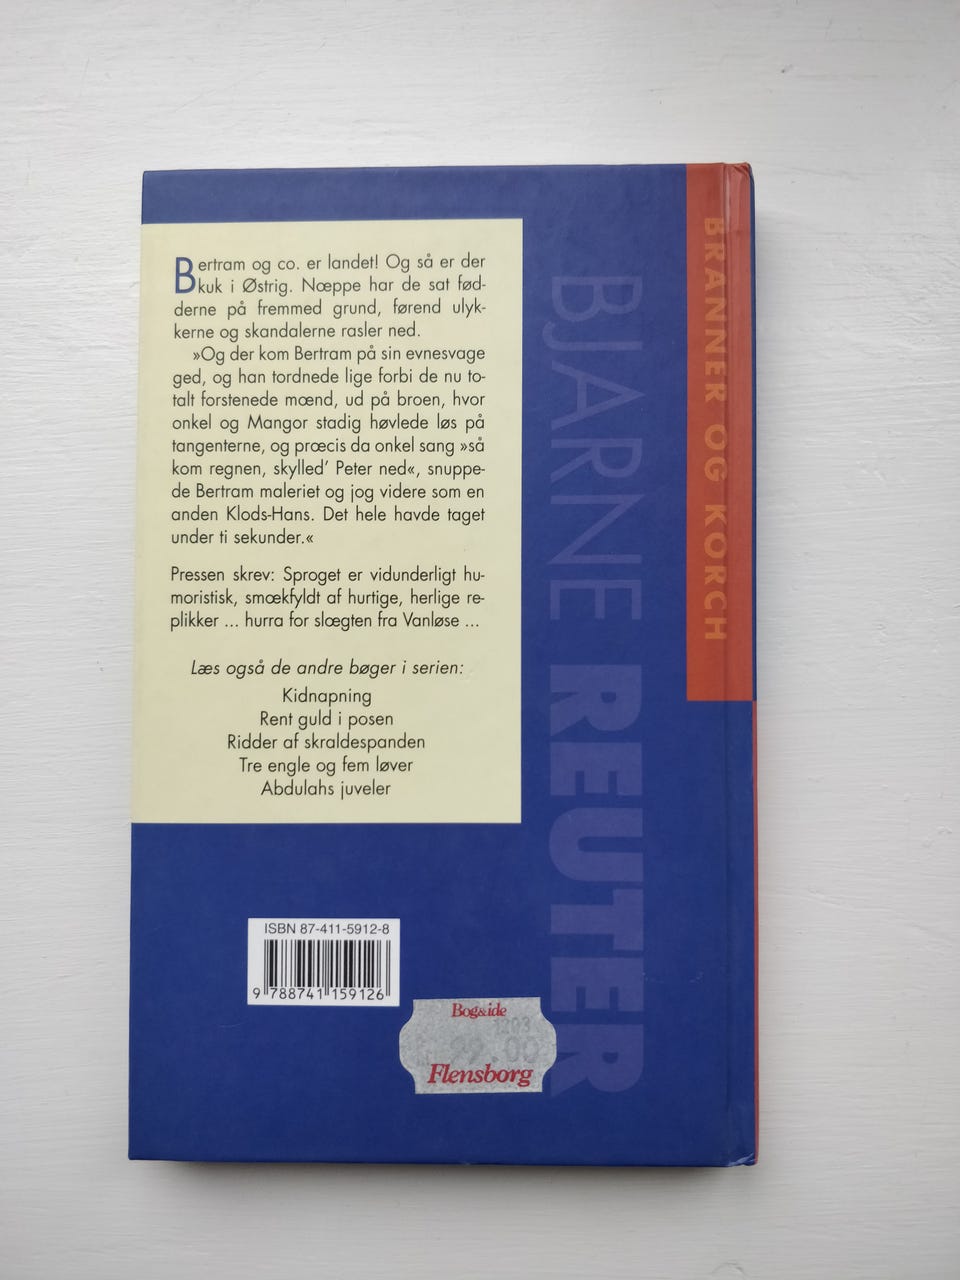 Bertram og co. er landet! Og så er der
kuk i Østrig. Næppe har de sat fød-
derne på fremmed grund, førend ulyk-
kerne og skandalerne rasler ned.
»Og der kom Bertram på sin evnesvage
ged, og han tordnede lige forbi de nu to-
talt forstenede mænd, ud på broen, hvor
onkel og Mangor stadig høvlede løs på
tangenterne, og præcis da onkel sang »så
kom regnen, skylled' Peter ned«, snuppe-
de Bertram maleriet og jog videre som en
anden Klods-Hans. Det hele havde taget
under ti sekunder.«
Pressen skrev: Sproget er vidunderligt hu-
moristisk, smækfyldt af hurtige, herlige re-
plikker ... hurra for slægten fra Vanløse ...
Læs også de andre bøger i serien:
Kidnapning
Rent guld i posen
Ridder af skraldespanden
Tre engle og fem løver
Abdulahs juveler
BJARNE REUTER
BRANNER OG KORCH
ISBN 87-411-5912-8
9 788741 159126
Bog&ide
1203
99.00
Flensborg